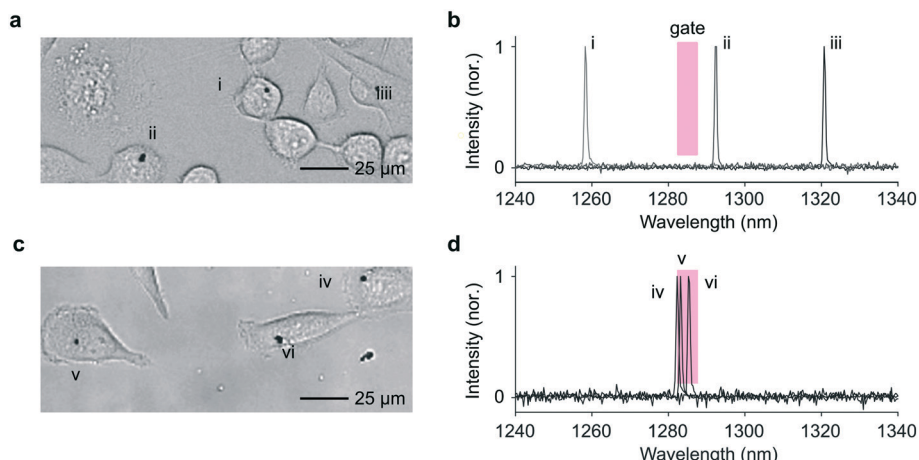 a
i
ii
iii
25 µm
b
gate
i
ii
iii
Intensity (nor.)
1
0
1240 1260 1280 1300 1320 1340
Wavelength (nm)
c
iv
v
vi
25 µm
d
v
iv
vi
Intensity (nor.)
1
0
1240 1260 1280 1300 1320 1340
Wavelength (nm)